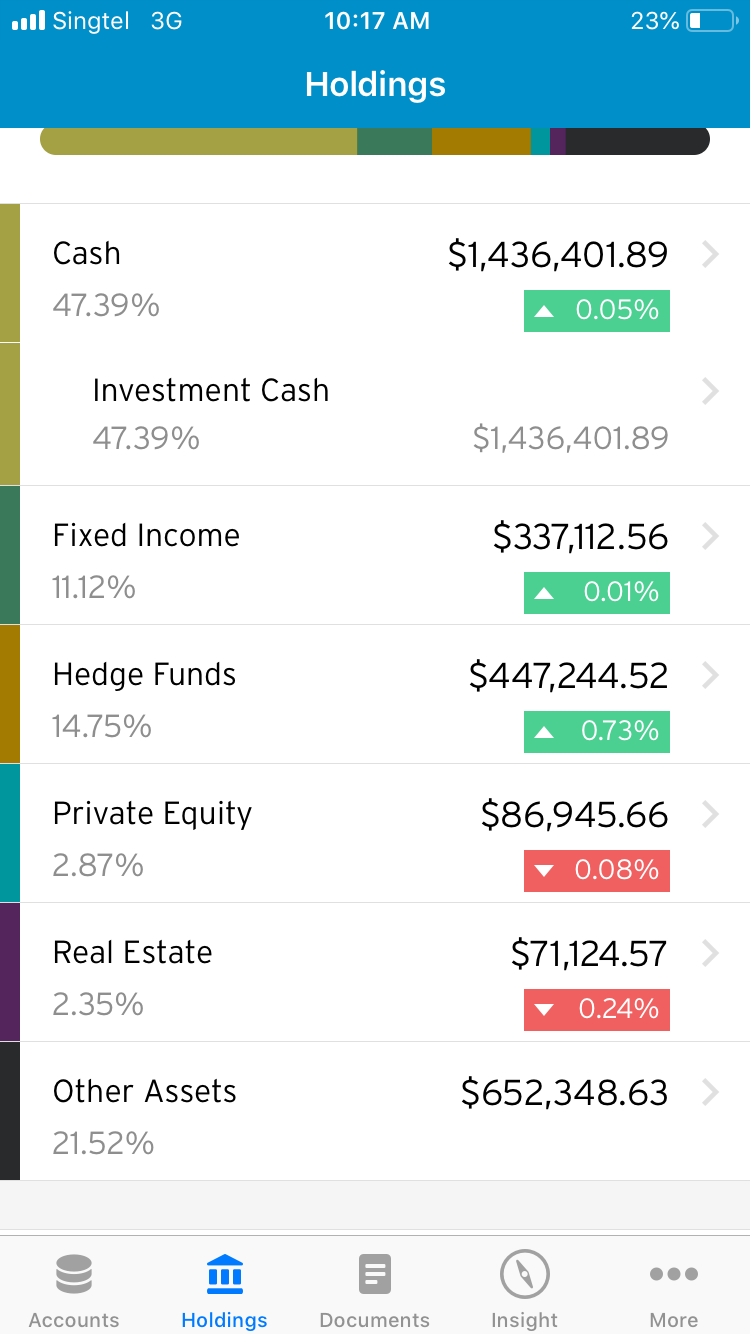 Singtel 3G 10:17 AM 23%
Holdings
Cash $1,436,401.89
47.39% 0.05%
Investment Cash
47.39% $1,436,401.89
Fixed Income $337,112.56
11.12% 0.01%
Hedge Funds $447,244.52
14.75% 0.73%
Private Equity $86,945.66
2.87% 0.08%
Real Estate $71,124.57
2.35% 0.24%
Other Assets $652,348.63
21.52%
Accounts Holdings Documents Insight More